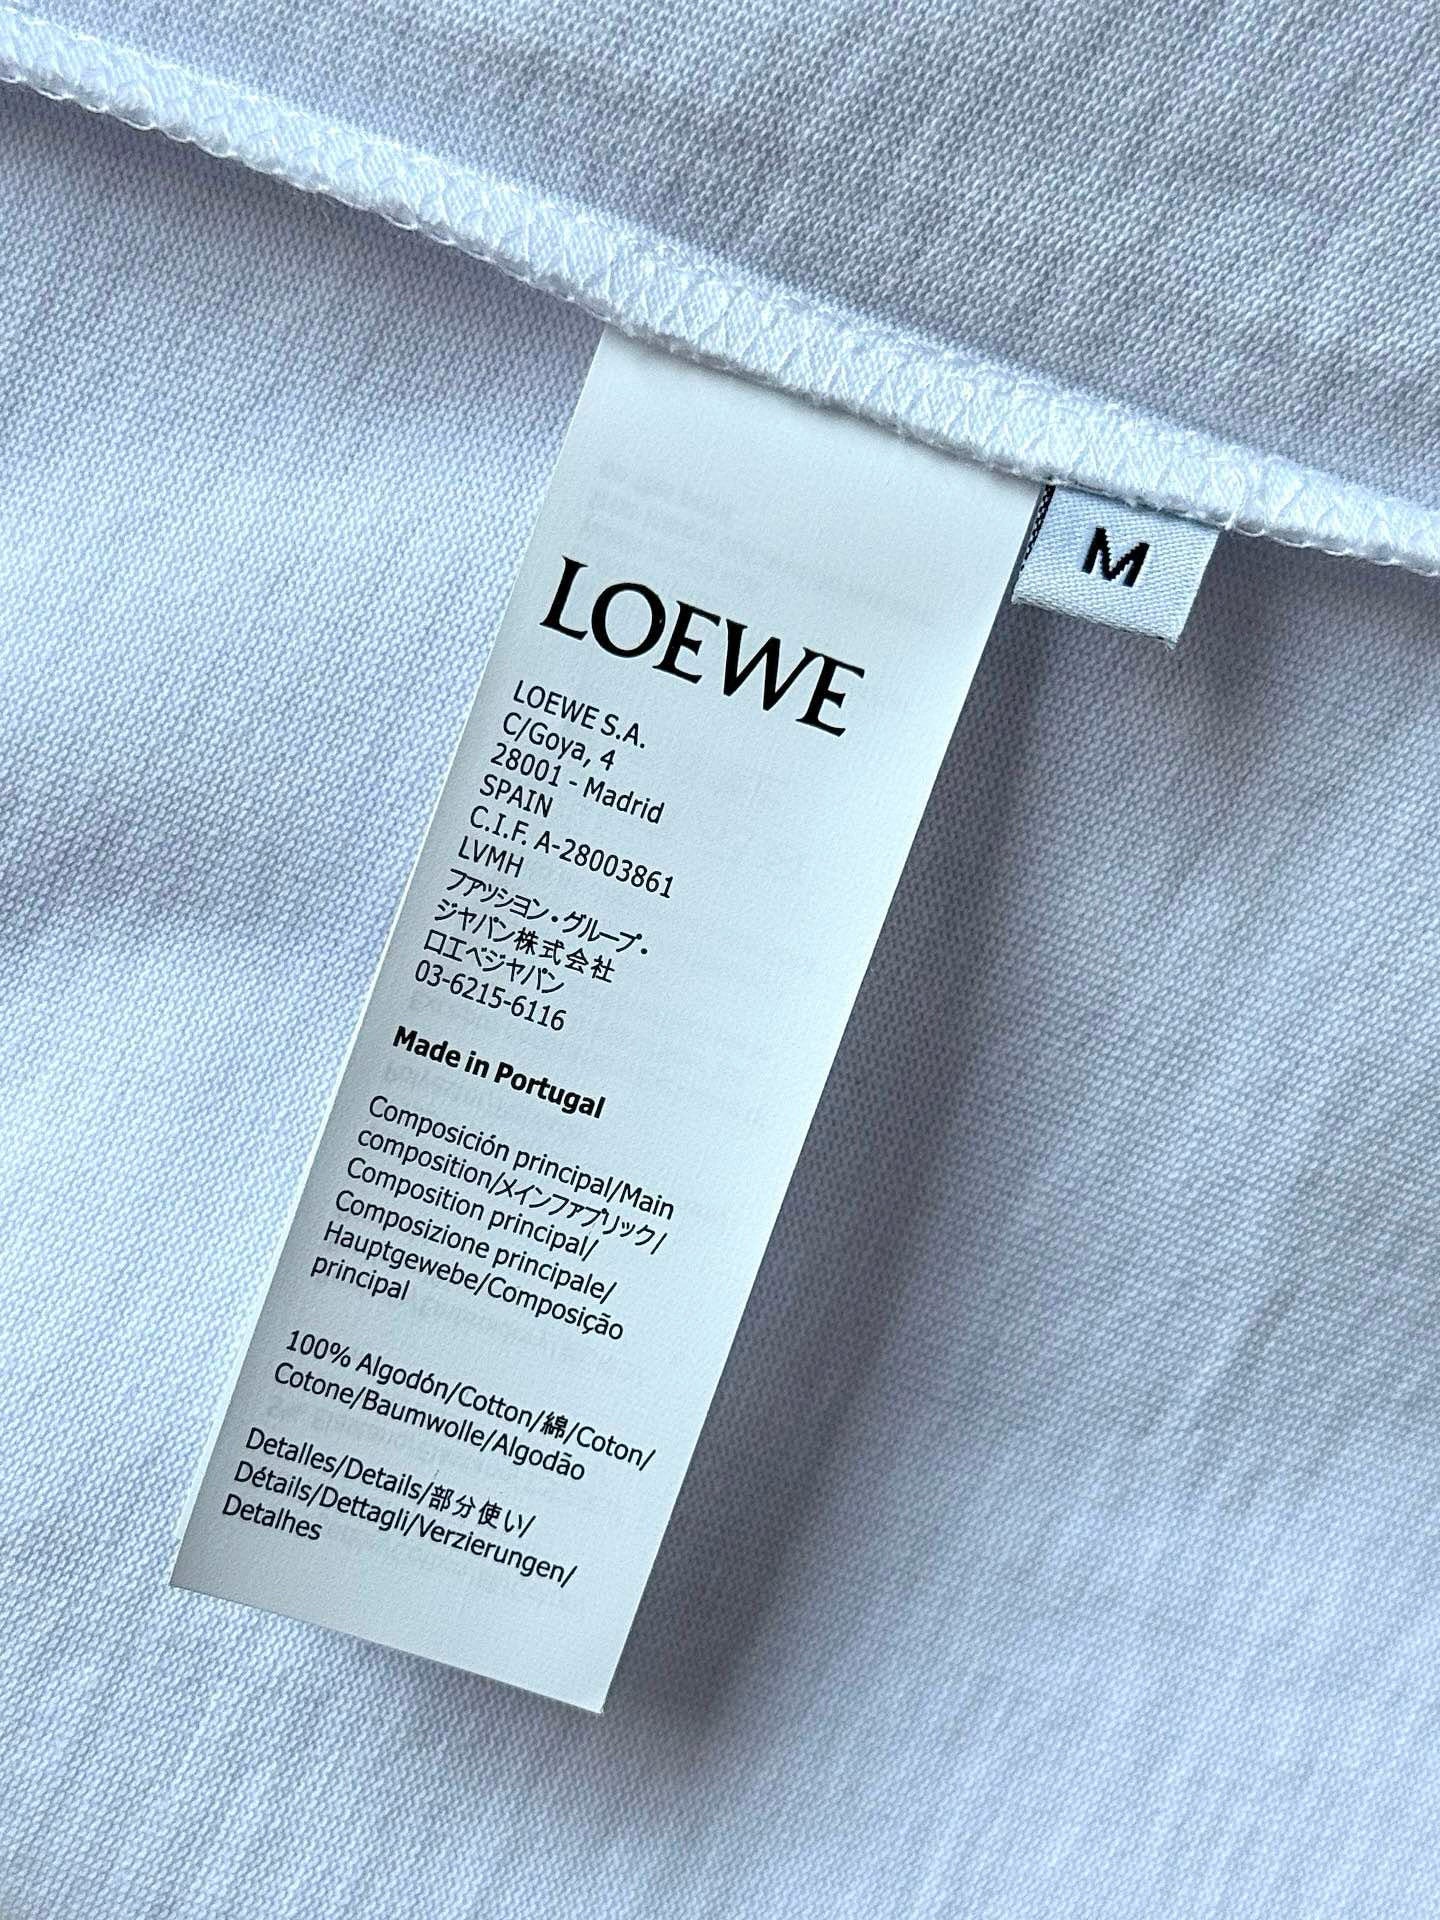 LOEWE
M
LOEWE S.A.
C/Goya, 4
28001 - Madrid
SPAIN
C.I.F. A-28003861
LVMH
ファッション・グループ・
ジャパン株式会社
ロエベジャパン
03-6215-6116
Made in Portugal
Composición principal/Main
composition/メインファブリック/
Composition principal/
Composizione principale/
Hauptgewebe/Composição
principal
100% Algodón/Cotton/綿/Coton/
Cotone/Baumwolle/Algodão
Detalles/Details/部分使い/
Détails/Dettagli/Verzierungen/
Detalhes